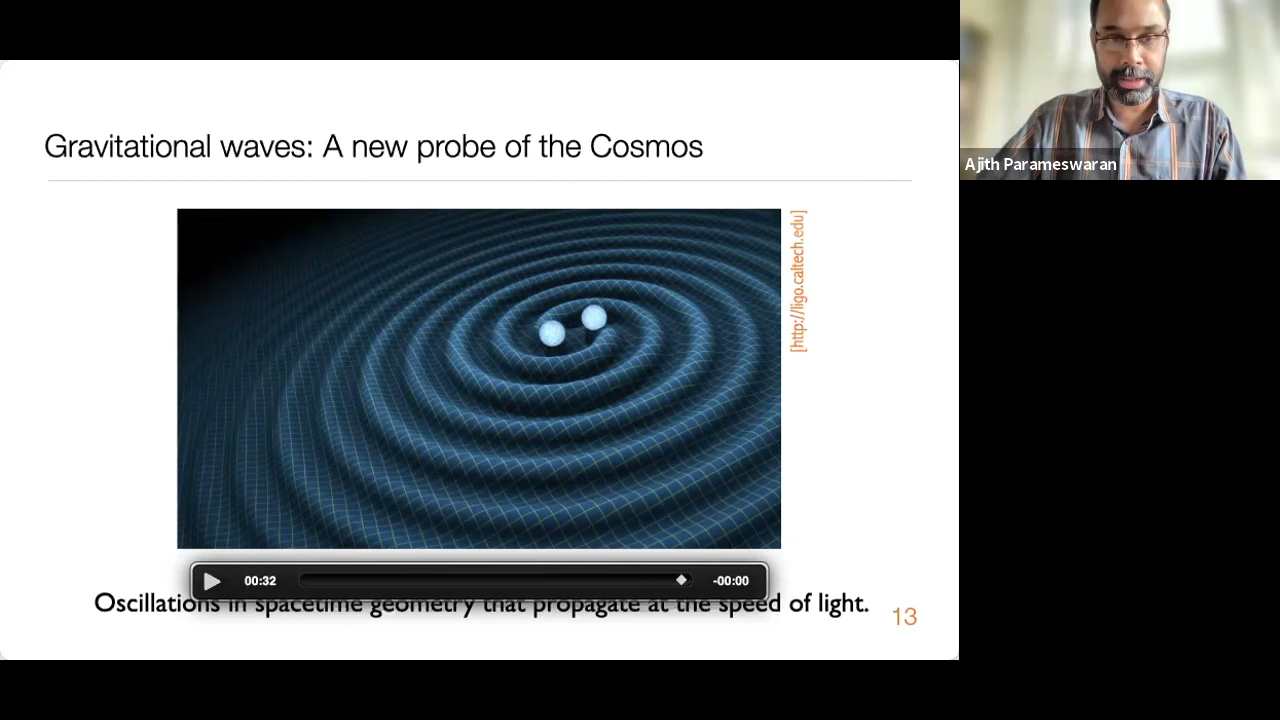 Gravitational waves: A new probe of the Cosmos
[http://ligo.caltech.edu]
00:32
-00:00
Oscillations in spacetime geometry that propagate at the speed of light.
13
Ajith Parameswaran